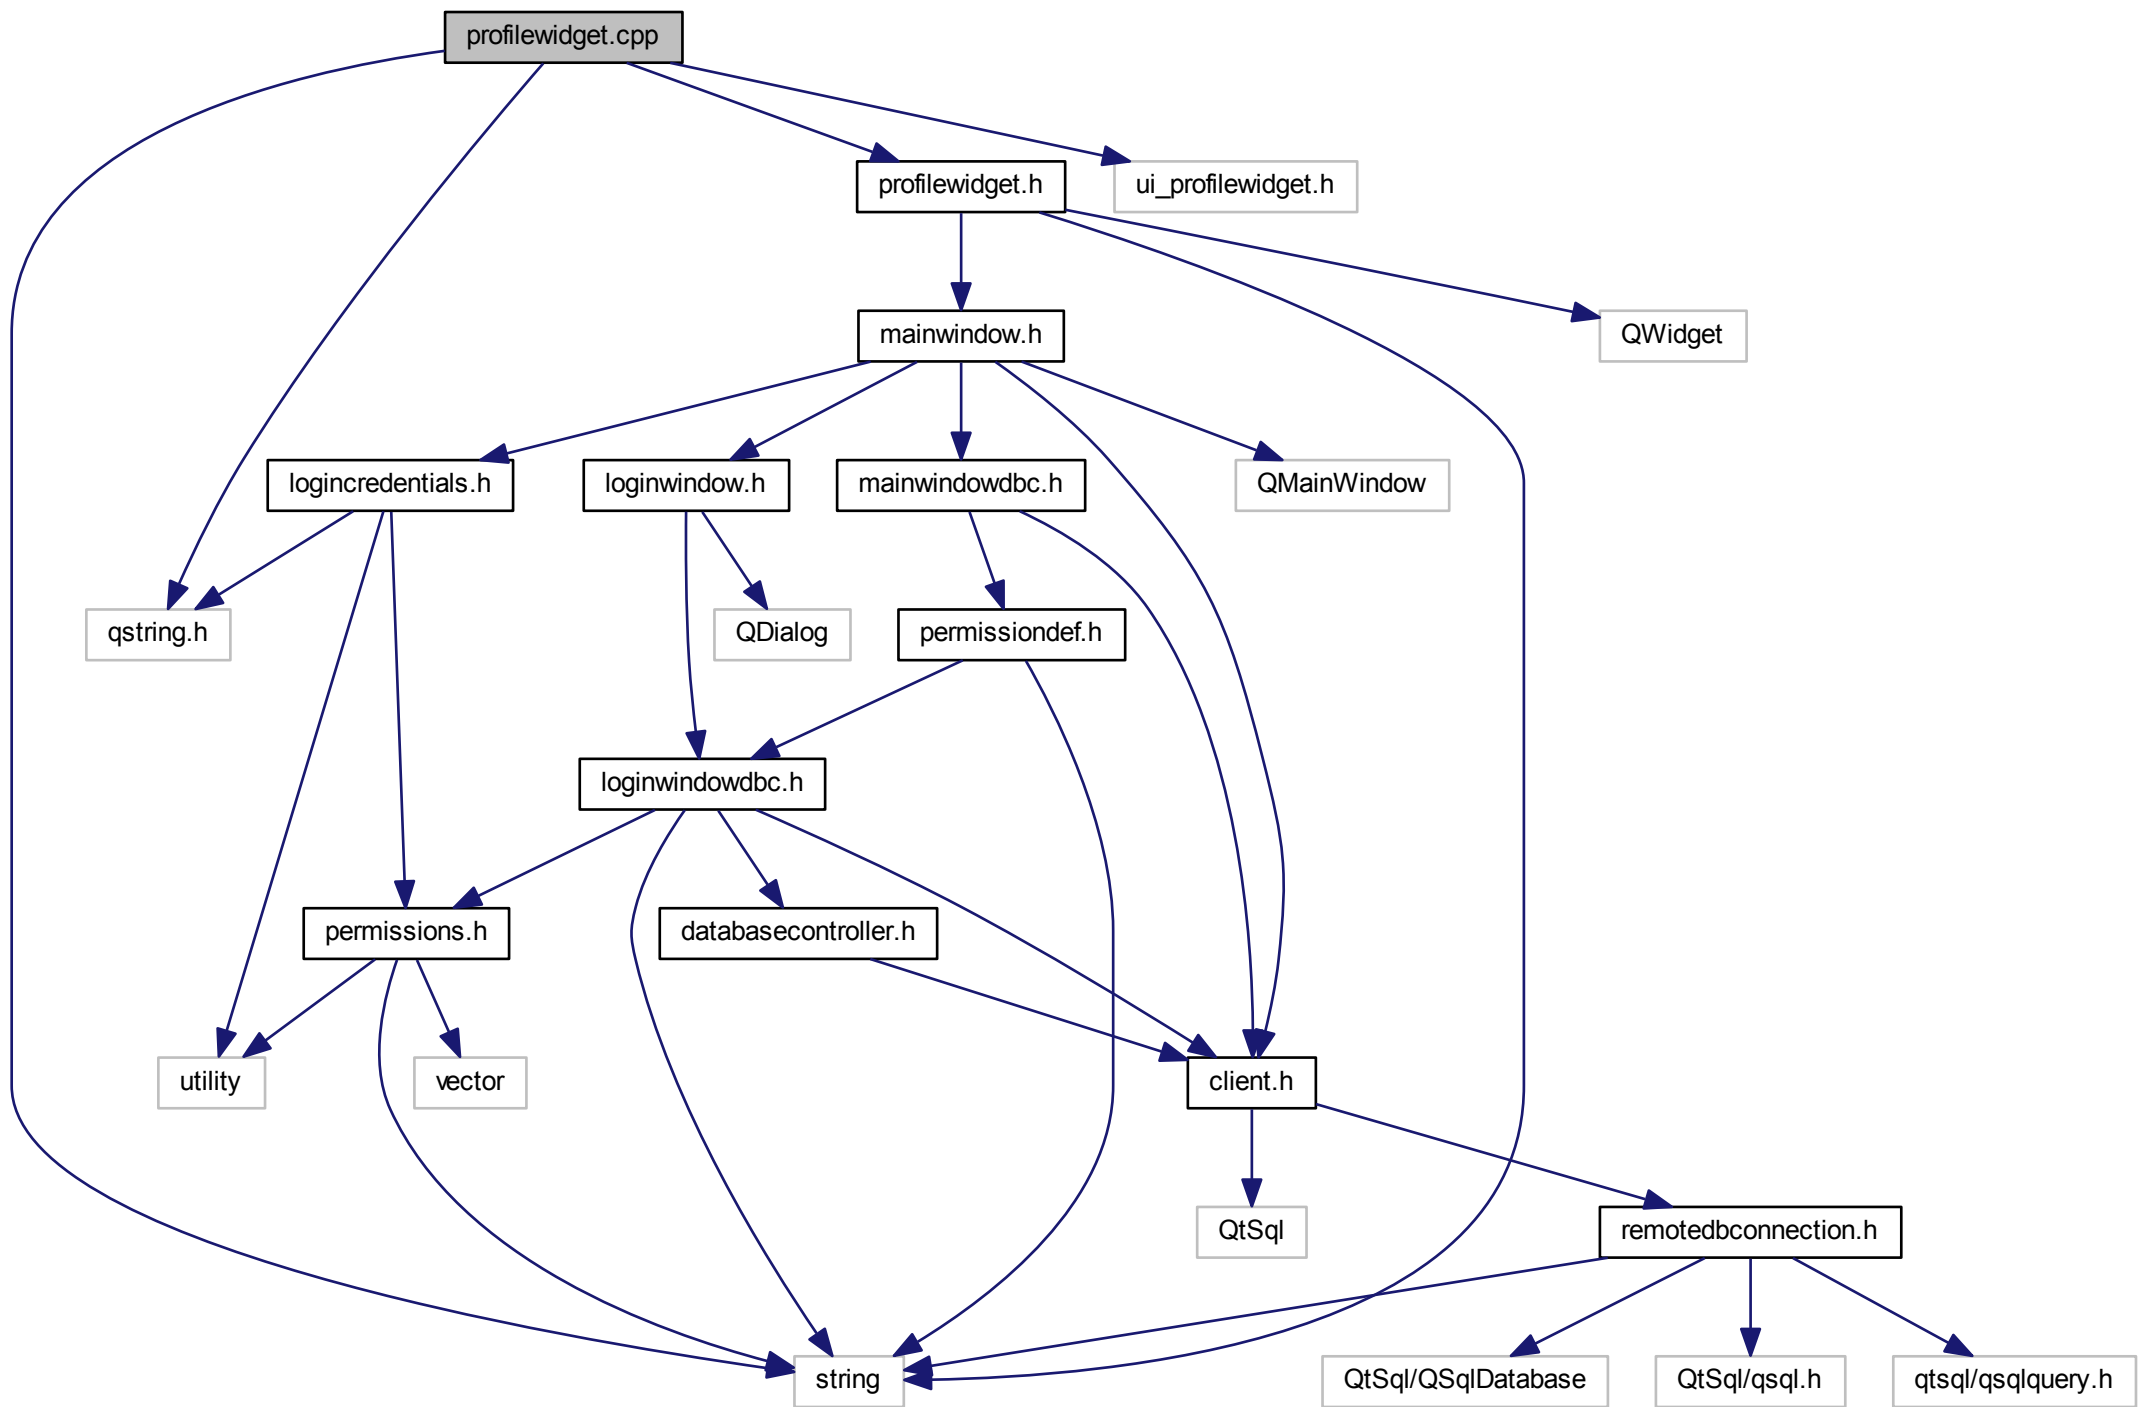 profilewidget.cpp
profilewidget.h
ui_profilewidget.h
mainwindow.h
QWidget
logincredentials.h
loginwindow.h
mainwindowdbc.h
QMainWindow
qstring.h
QDialog
permissiondef.h
loginwindowdbc.h
permissions.h
databasecontroller.h
utility
vector
client.h
QtSql
remotedbconnection.h
string
QtSql/QSqlDatabase
QtSql/qsql.h
qtsql/qsqlquery.h